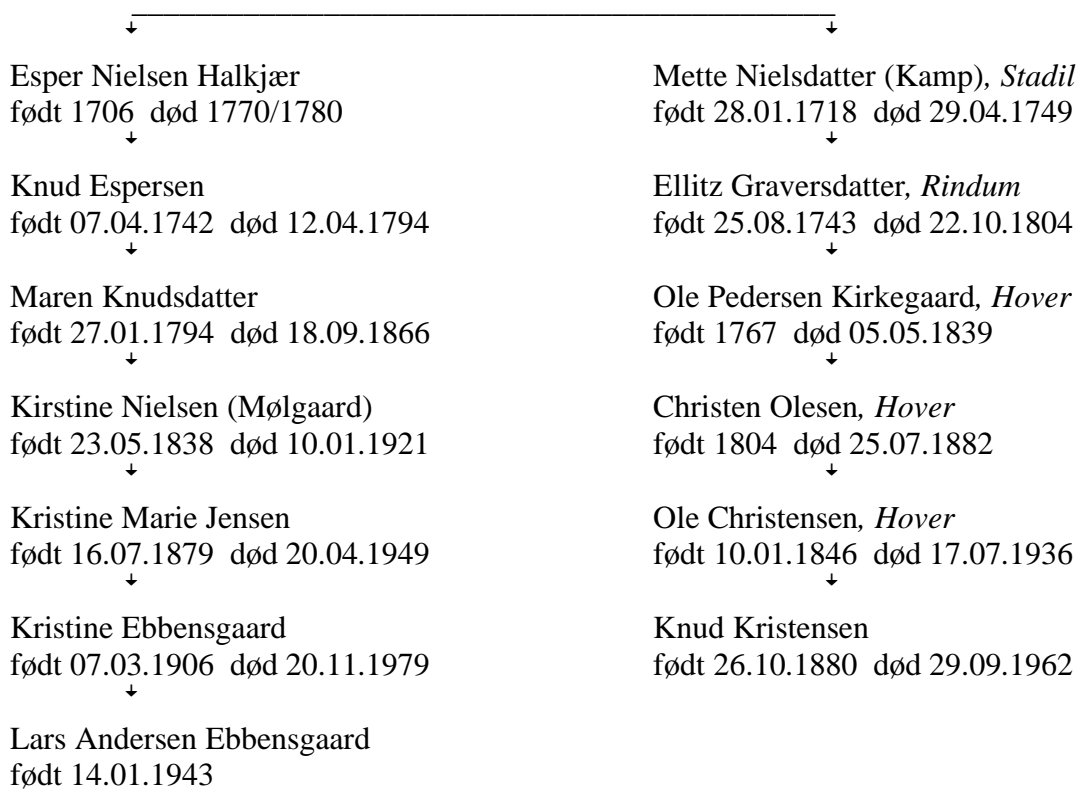 Esper Nielsen Halkjær
født 1706 død 1770/1780
Knud Espersen
født 07.04.1742 død 12.04.1794
Maren Knudsdatter
født 27.01.1794 død 18.09.1866
Kirstine Nielsen (Mølgaard)
født 23.05.1838 død 10.01.1921
Kristine Marie Jensen
født 16.07.1879 død 20.04.1949
Kristine Ebbensgaard
født 07.03.1906 død 20.11.1979
Lars Andersen Ebbensgaard
født 14.01.1943
Mette Nielsdatter (Kamp), Stadil
født 28.01.1718 død 29.04.1749
Ellitz Graversdatter, Rindum
født 25.08.1743 død 22.10.1804
Ole Pedersen Kirkegaard, Hover
født 1767 død 05.05.1839
Christen Olesen, Hover
født 1804 død 25.07.1882
Ole Christensen, Hover
født 10.01.1846 død 17.07.1936
Knud Kristensen
født 26.10.1880 død 29.09.1962